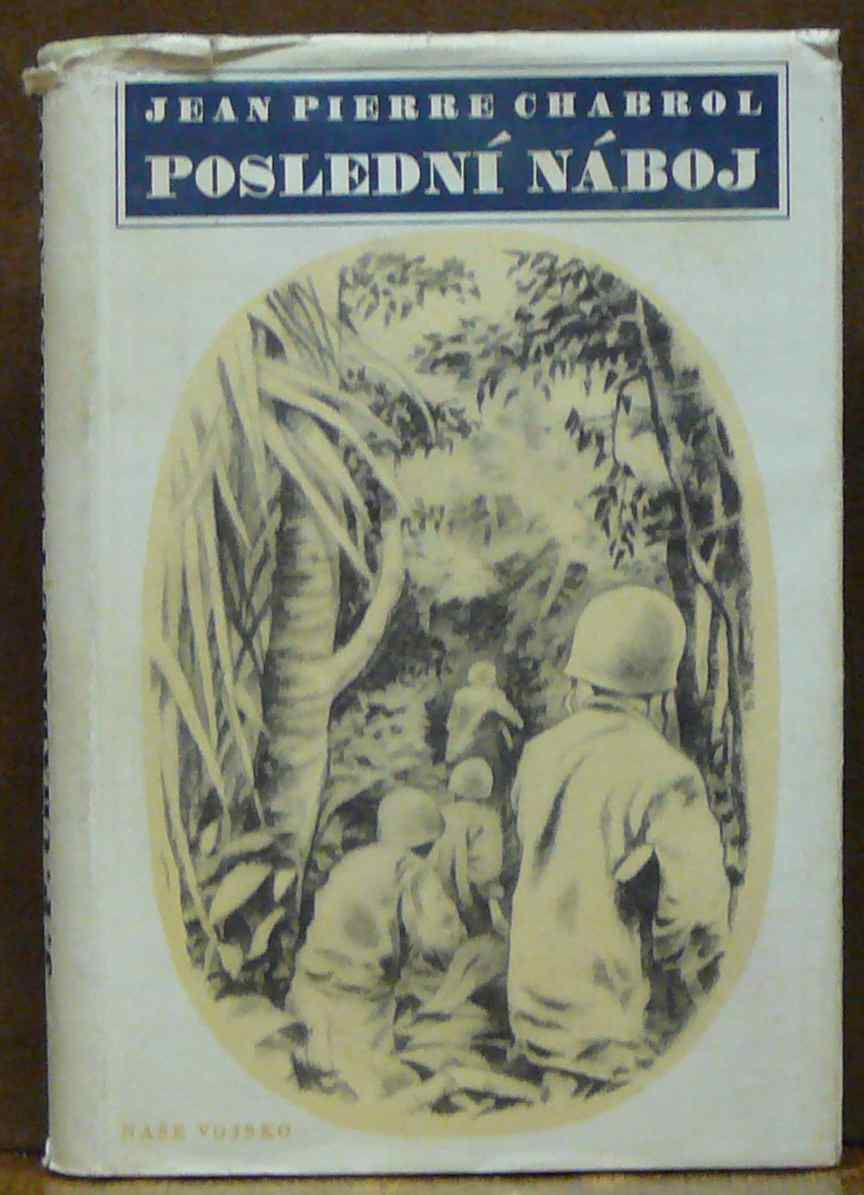 JEAN PIERRE CHABROL
POSLEDNÍ NÁBOJ
NAŠE VOJSKO